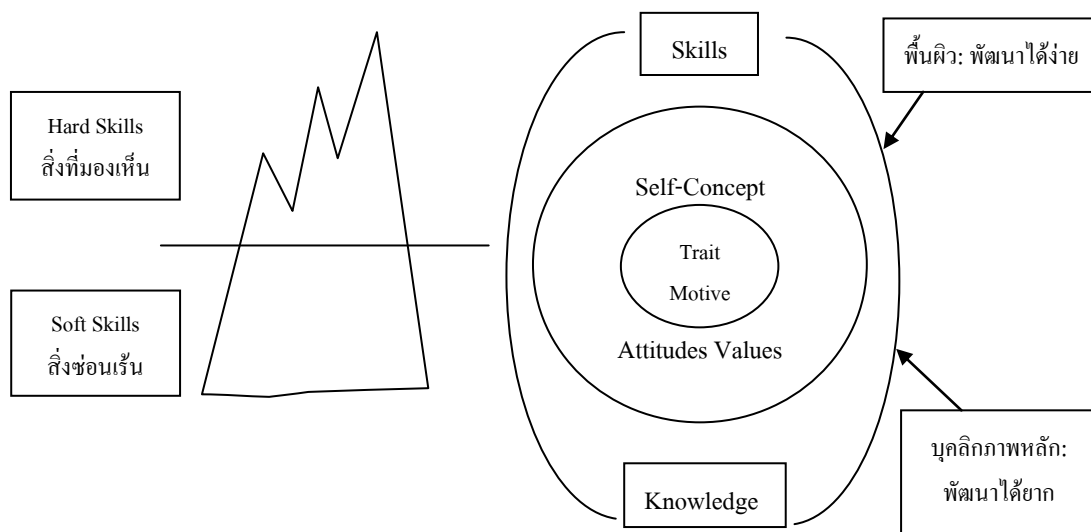 Hard Skills
สิ่งที่มองเห็น
Soft Skills
สิ่งซ่อนเร้น
Skills
Self-Concept
Trait
Motive
Attitudes Values
Knowledge
พื้นผิว: พัฒนาได้ง่าย
บุคลิกภาพหลัก:
พัฒนาได้ยาก